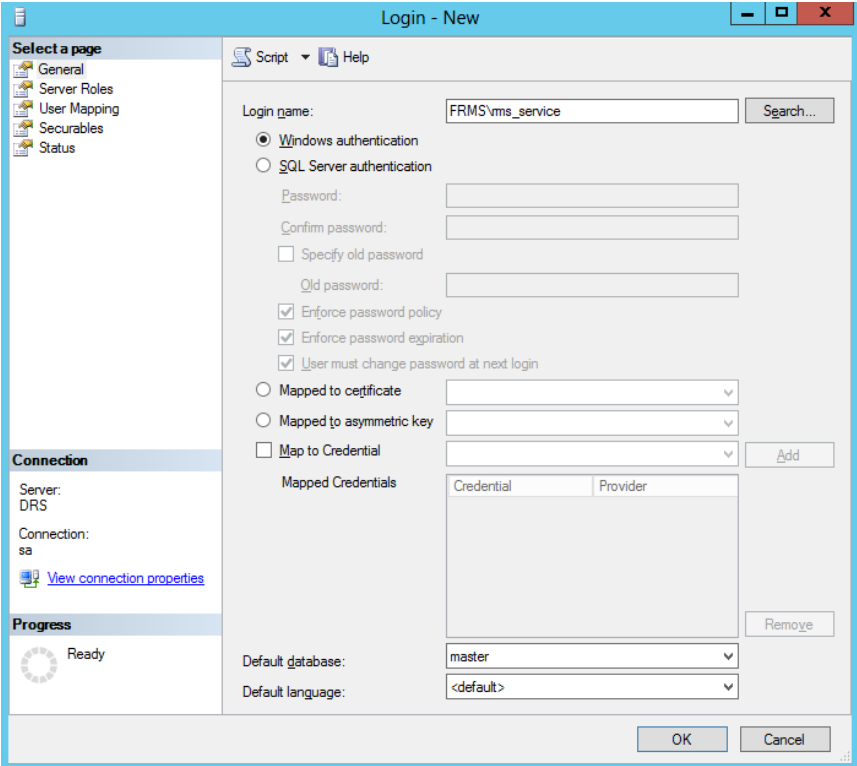 Login - New
Select a page
General
Server Roles
User Mapping
Securables
Status
Script
Help
Login name:
FRMS\ms_service
Search...
Windows authentication
SQL Server authentication
Password:
Confirm password:
Specify old password
Old password:
Enforce password policy
Enforce password expiration
User must change password at next login
Mapped to certificate
Mapped to asymmetric key
Map to Credential
Add
Mapped Credentials
Credential
Provider
Remove
Default database:
master
Default language:
<default>
Connection
Server:
DRS
Connection:
sa
View connection properties
Progress
Ready
OK
Cancel